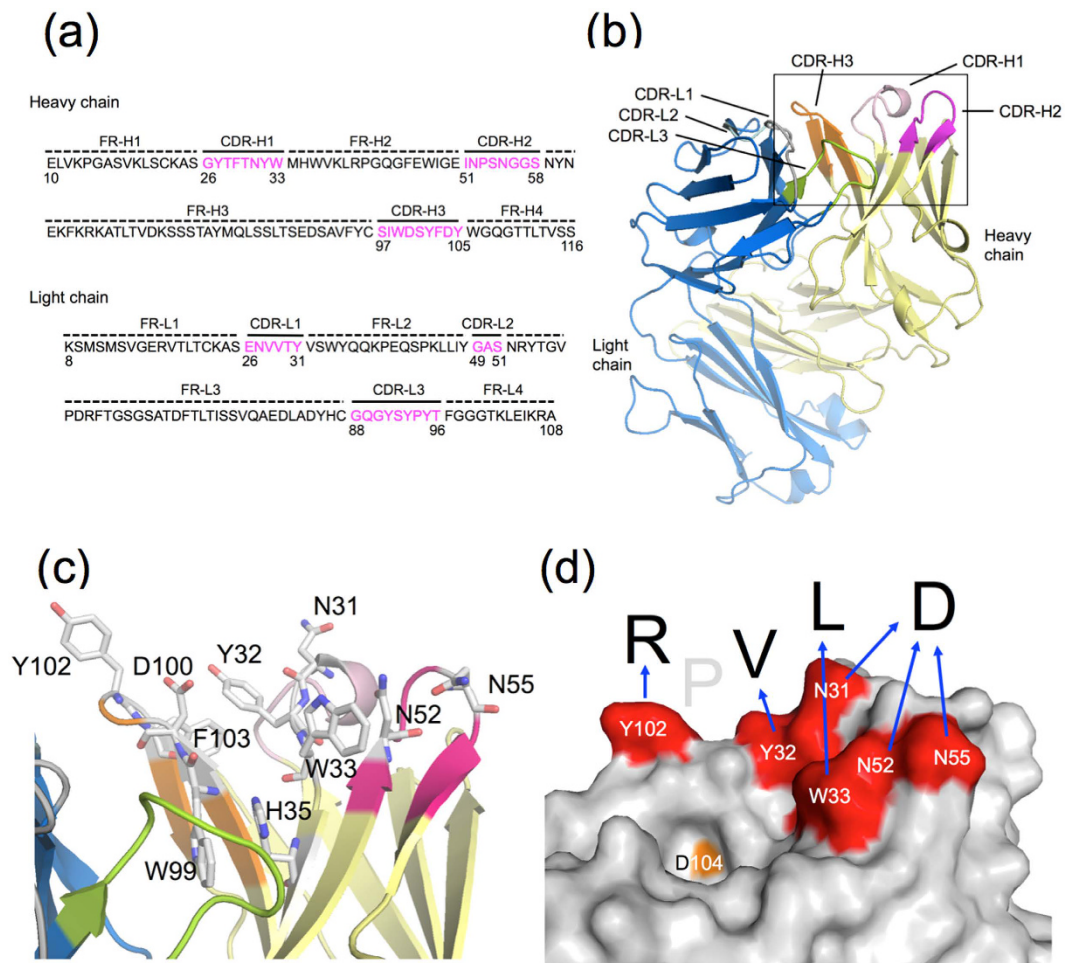 (a)
Heavy chain
FR-H1 CDR-H1 FR-H2 CDR-H2
ELVKPGASVKLSCKAS GYTFTNYW MHWVKLRPGQGFEWIGE INPSNGGS NYN
10 26 33 51 58
FR-H3 CDR-H3 FR-H4
EKFKRKATLTVDKSSSTAYMQLSSLTSEDSAVFYC SIWDSYFDY WGQGTTLTVSS
97 105 116
Light chain
FR-L1 CDR-L1 FR-L2 CDR-L2
KSMSMSVGERVTLTCKAS ENVVTY VSWYQQKPEQSPKLLIY GAS NRYTGV
8 26 31 49 51
FR-L3 CDR-L3 FR-L4
PDRFTGSGSATDFTLTISSVQAEDLADYHC GQGYSYPYT FGGGTKLEIKRA
88 96 108
(b)
CDR-H3 CDR-H1
CDR-L1
CDR-L2
CDR-L3
CDR-H2
Heavy
chain
Light
chain
(c)
N31
Y102
D100
Y32
N55
N52
F103
W33
H35
W99
(d)
R P V L D
N31
Y102
Y32
N52
N55
W33
D104